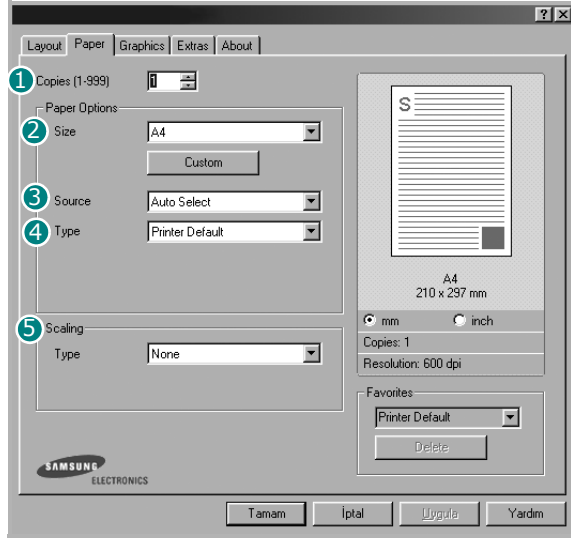 ? ×
Layout Paper Graphics Extras About
1 Copies (1-999) 1
Paper Options
2 Size A4
Custom
3 Source Auto Select
4 Type Printer Default
5 Scaling
Type None
S
A4
210 x 297 mm
mm inch
Copies: 1
Resolution: 600 dpi
Favorites
Printer Default
Delete
SAMSUNG
ELECTRONICS
Tamam İptal Uygula Yardım